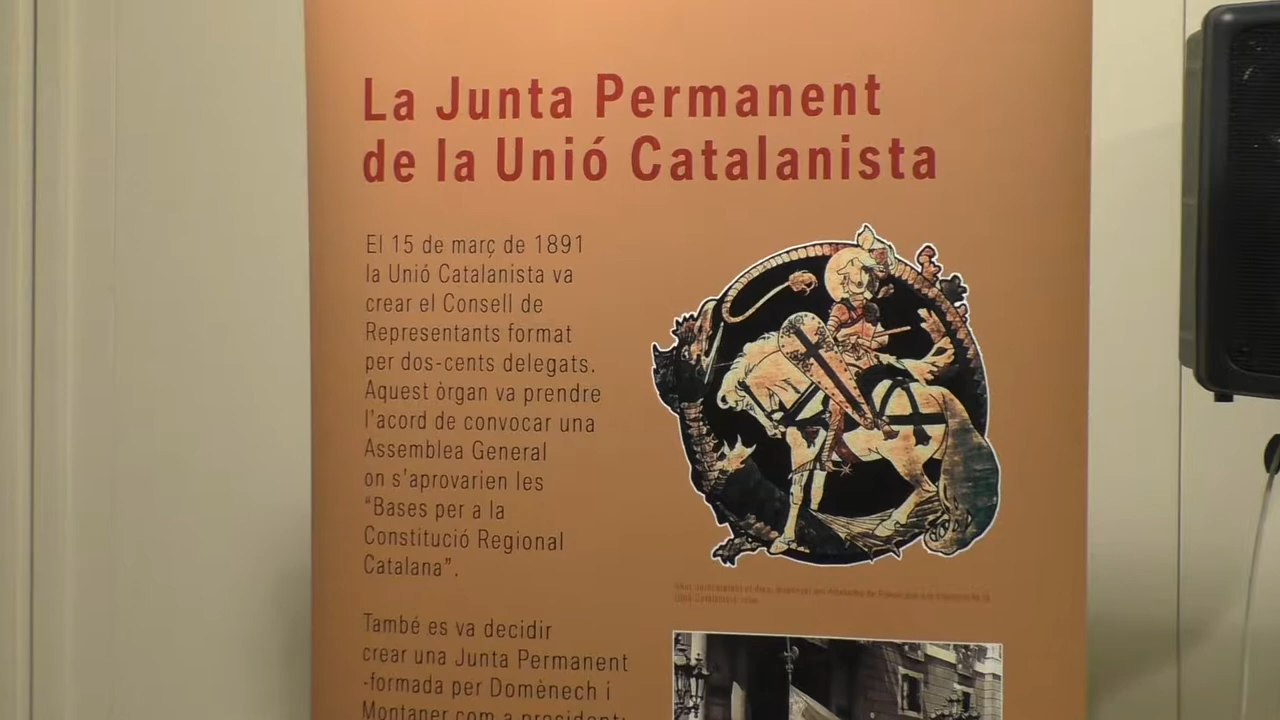 La Junta Permanent
de la Unió Catalanista
El 15 de març de 1891
la Unió Catalanista va
crear el Consell de
Representants format
per dos-cents delegats.
Aquest òrgan va prendre
l'acord de convocar una
Assemblea General
on s'aprovarien les
“Bases per a la
Constitució Regional
Catalana”.
També es va decidir
crear una Junta Permanent
-formada per Domènech i
Montaner com a president;